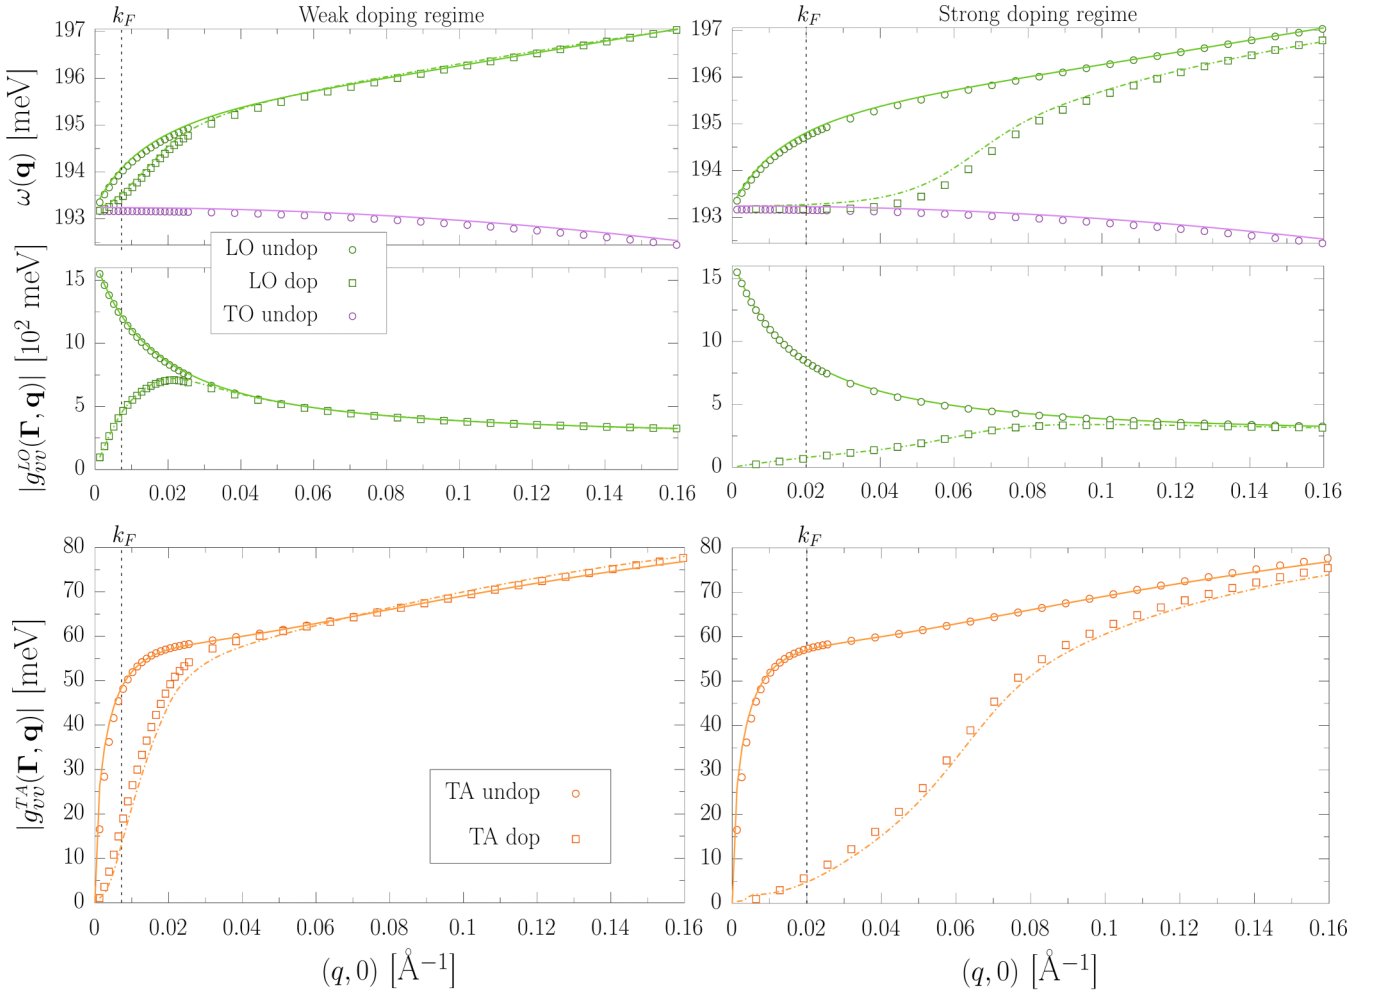 k_F Weak doping regime
197
196
195
194
193
ω(𝐪) [meV]
LO undop
LO dop
TO undop
15
10
5
0
|g_{vv}^{LO}(𝚪, 𝐪)| [10² meV]
0 0.02 0.04 0.06 0.08 0.1 0.12 0.14 0.16
k_F Strong doping regime
197
196
195
194
193
15
10
5
0
0 0.02 0.04 0.06 0.08 0.1 0.12 0.14 0.16
k_F
80
70
60
50
40
30
20
10
0
|g_{vv}^{TA}(𝚪, 𝐪)| [meV]
TA undop
TA dop
0 0.02 0.04 0.06 0.08 0.1 0.12 0.14 0.16
(q, 0) [Å⁻¹]
k_F
80
70
60
50
40
30
20
10
0
0 0.02 0.04 0.06 0.08 0.1 0.12 0.14 0.16
(q, 0) [Å⁻¹]